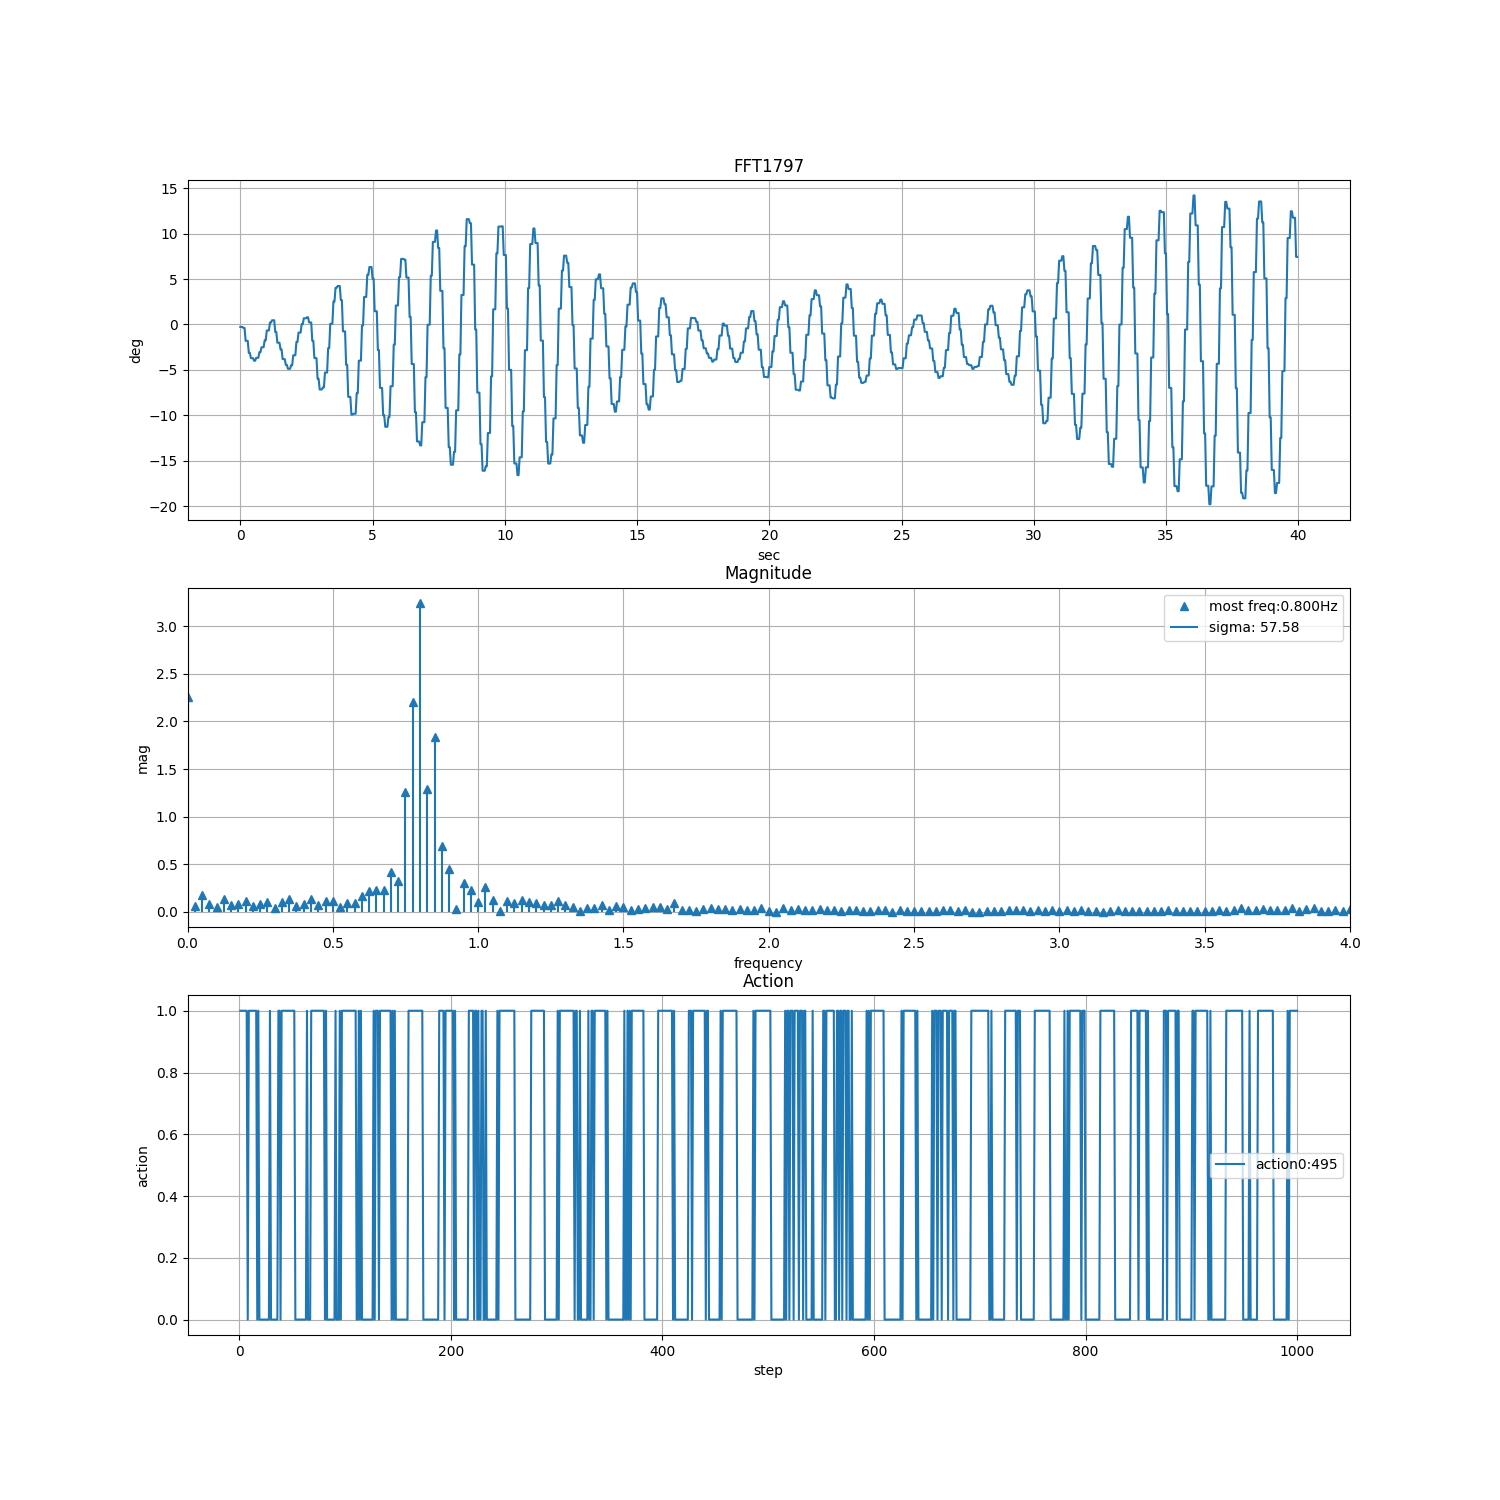 FFT1797
15
10
5
0
−5
−10
−15
−20
deg
0 5 10 15 20 25 30 35 40
sec
Magnitude
most freq:0.800Hz
sigma: 57.58
3.0
2.5
2.0
1.5
1.0
0.5
0.0
mag
0.0 0.5 1.0 1.5 2.0 2.5 3.0 3.5 4.0
frequency
Action
1.0
0.8
0.6
0.4
0.2
0.0
action
action0:495
0 200 400 600 800 1000
step